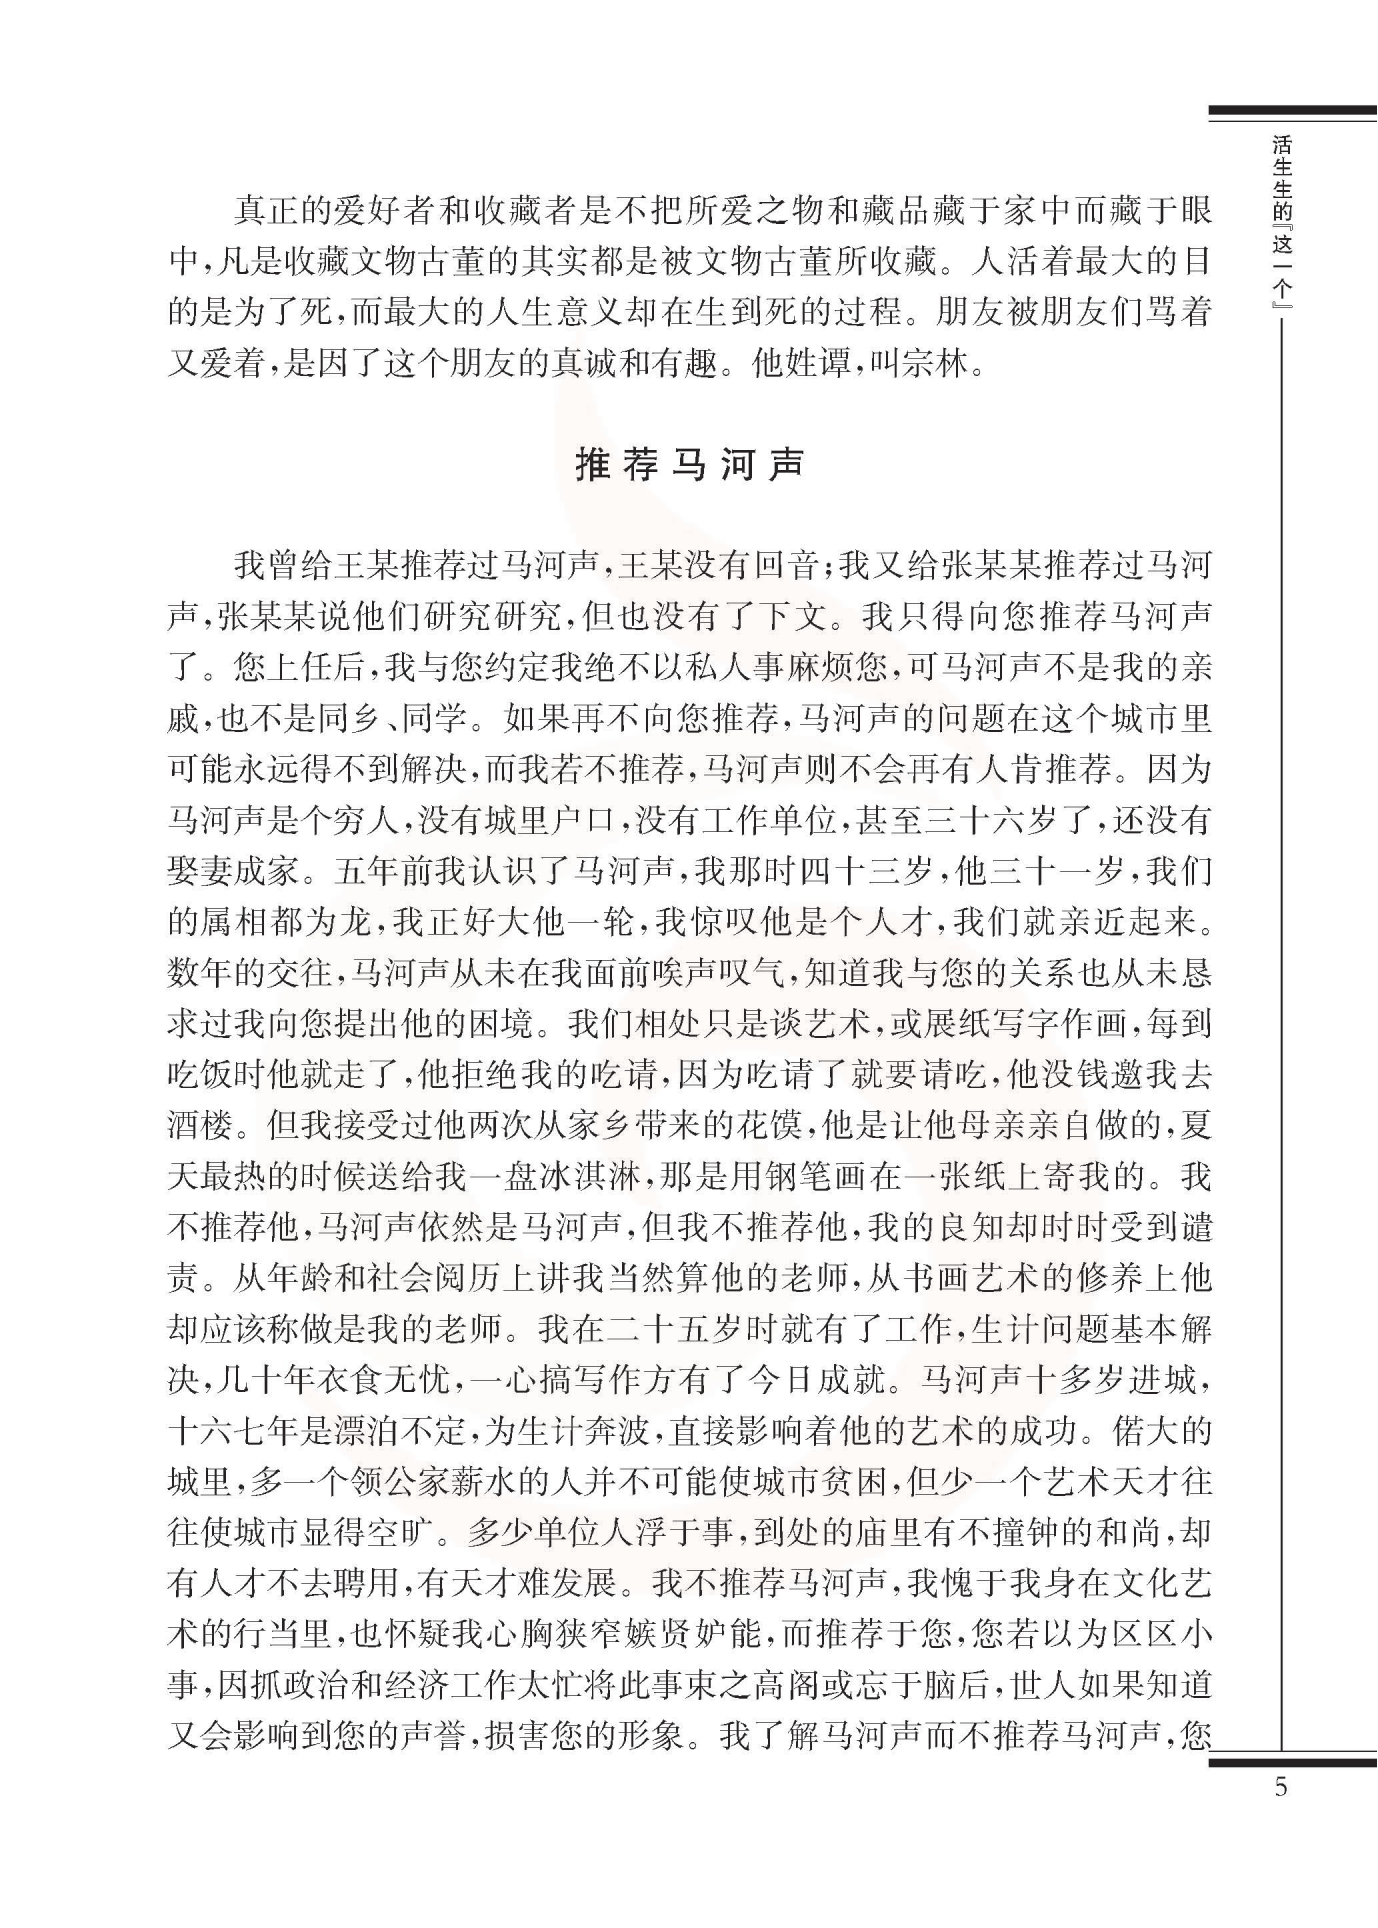 活生生的『这一个』
真正的爱好者和收藏者是不把所爱之物和藏品藏于家中而藏于眼
中,凡是收藏文物古董的其实都是被文物古董所收藏。人活着最大的目
的是为了死,而最大的人生意义却在生到死的过程。朋友被朋友们骂着
又爱着,是因了这个朋友的真诚和有趣。他姓谭,叫宗林。
推荐马河声
我曾给王某推荐过马河声,王某没有回音;我又给张某某推荐过马河
声,张某某说他们研究研究,但也没有了下文。我只得向您推荐马河声
了。您上任后,我与您约定我绝不以私人事麻烦您,可马河声不是我的亲
戚,也不是同乡、同学。如果再不向您推荐,马河声的问题在这个城市里
可能永远得不到解决,而我若不推荐,马河声则不会再有人肯推荐。因为
马河声是个穷人,没有城里户口,没有工作单位,甚至三十六岁了,还没有
娶妻成家。五年前我认识了马河声,我那时四十三岁,他三十一岁,我们
的属相都为龙,我正好大他一轮,我惊叹他是个人才,我们就亲近起来。
数年的交往,马河声从未在我面前唉声叹气,知道我与您的关系也从未恳
求过我向您提出他的困境。我们相处只是谈艺术,或展纸写字作画,每到
吃饭时他就走了,他拒绝我的吃请,因为吃请了就要请吃,他没钱邀我去
酒楼。但我接受过他两次从家乡带来的花馍,他是让他母亲亲自做的,夏
天最热的时候送给我一盘冰淇淋,那是用钢笔画在一张纸上寄我的。我
不推荐他,马河声依然是马河声,但我不推荐他,我的良知却时时受到谴
责。从年龄和社会阅历上讲我当然算他的老师,从书画艺术的修养上他
却应该称做是我的老师。我在二十五岁时就有了工作,生计问题基本解
决,几十年衣食无忧,一心搞写作方有了今日成就。马河声十多岁进城,
十六七年是漂泊不定,为生计奔波,直接影响着他的艺术的成功。偌大的
城里,多一个领公家薪水的人并不可能使城市贫困,但少一个艺术天才往
往使城市显得空旷。多少单位人浮于事,到处的庙里有不撞钟的和尚,却
有人才不去聘用,有天才难发展。我不推荐马河声,我愧于我身在文化艺
术的行当里,也怀疑我心胸狭窄嫉贤妒能,而推荐于您,您若以为区区小
事,因抓政治和经济工作太忙将此事束之高阁或忘于脑后,世人如果知道
又会影响到您的声誉,损害您的形象。我了解马河声而不推荐马河声,您
5